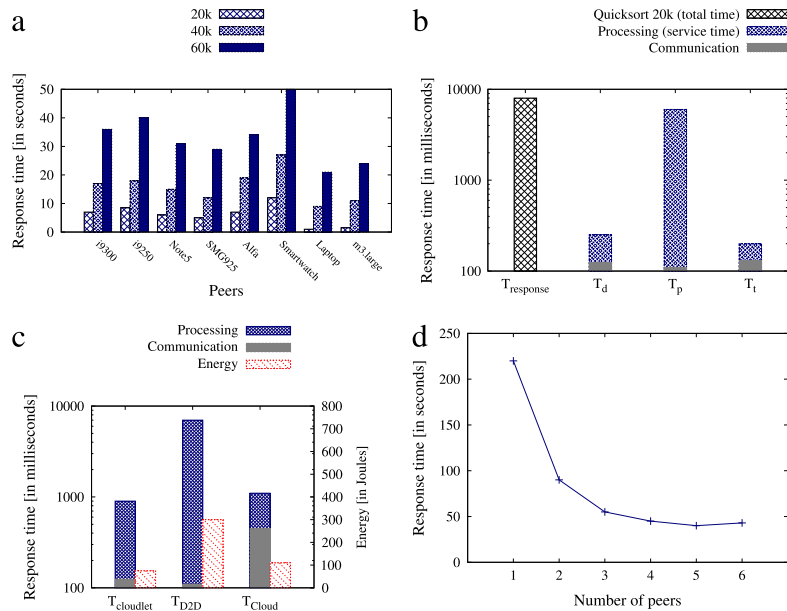 a
20k
40k
60k
Response time [in seconds]
50
40
30
20
10
0
i9300
i9250
Note5
SMG925
Alfa
Smartwatch
Laptop
m3.large
Peers
b
Quicksort 20k (total time)
Processing (service time)
Communication
Response time [in milliseconds]
10000
1000
100
Tresponse
Td
Tp
Tt
c
Processing
Communication
Energy
Response time [in milliseconds]
10000
1000
100
800
700
600
500
400
300
200
100
0
Energy [in Joules]
Tcloudlet
TD2D
TCloud
d
Response time [in seconds]
250
200
150
100
50
0
1 2 3 4 5 6
Number of peers